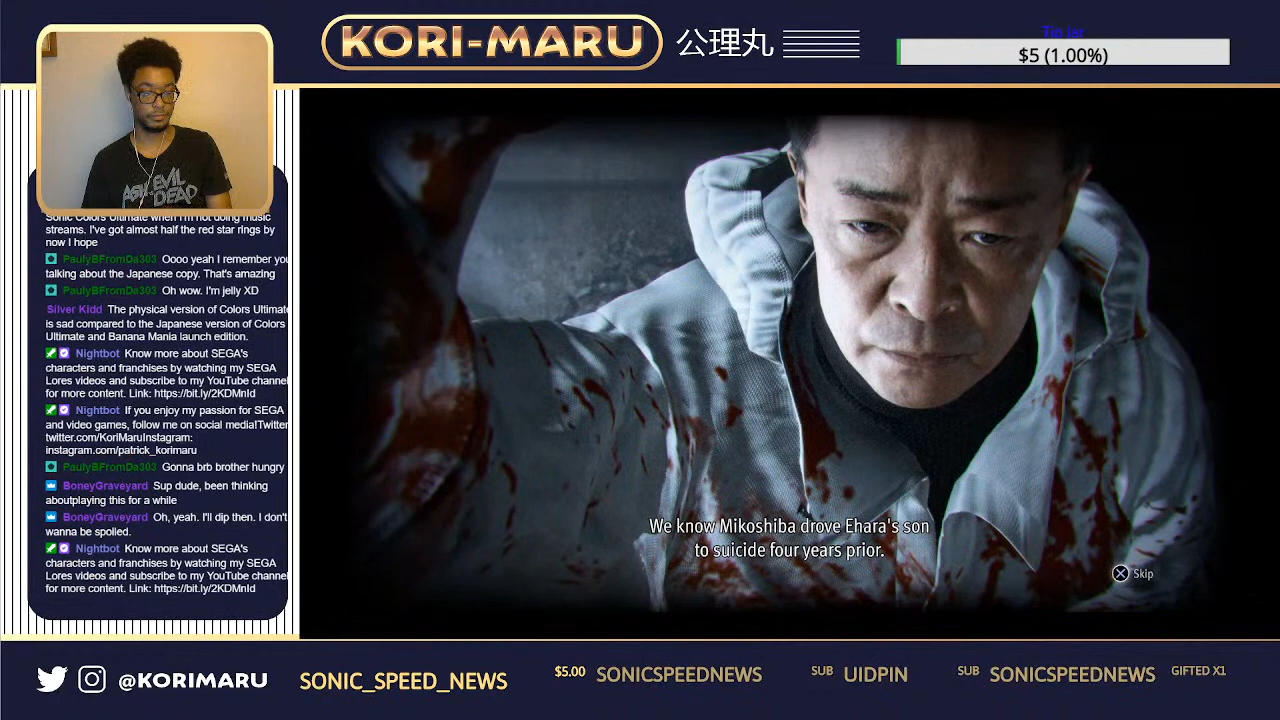 KORI-MARU 公理丸
Tip jar
$5 (1.00%)
ASH EVIL DEAD
Sonic Colors Ultimate when I'm not doing music
streams. I've got almost half the red star rings by
now I hope
PaulyBFromDa303 Oooo yeah I remember you
talking about the Japanese copy. That's amazing
PaulyBFromDa303 Oh wow. I'm jelly XD
Silver Kidd The physical version of Colors Ultimate
is sad compared to the Japanese version of Colors
Ultimate and Banana Mania launch edition.
Nightbot Know more about SEGA's
characters and franchises by watching my SEGA
Lores videos and subscribe to my YouTube channel
for more content. Link: https://bit.ly/2KDMnId
Nightbot If you enjoy my passion for SEGA
and video games, follow me on social media!Twitter:
twitter.com/KoriMaruInstagram:
instagram.com/patrick_korimaru
PaulyBFromDa303 Gonna brb brother hungry
BoneyGraveyard Sup dude, been thinking
aboutplaying this for a while
BoneyGraveyard Oh, yeah. I'll dip then. I don't
wanna be spoiled.
Nightbot Know more about SEGA's
characters and franchises by watching my SEGA
Lores videos and subscribe to my YouTube channel
for more content. Link: https://bit.ly/2KDMnId
We know Mikoshiba drove Ehara's son
to suicide four years prior.
Skip
@KORIMARU
SONIC_SPEED_NEWS
$5.00 SONICSPEEDNEWS SUB UIDPIN SUB SONICSPEEDNEWS GIFTED X1